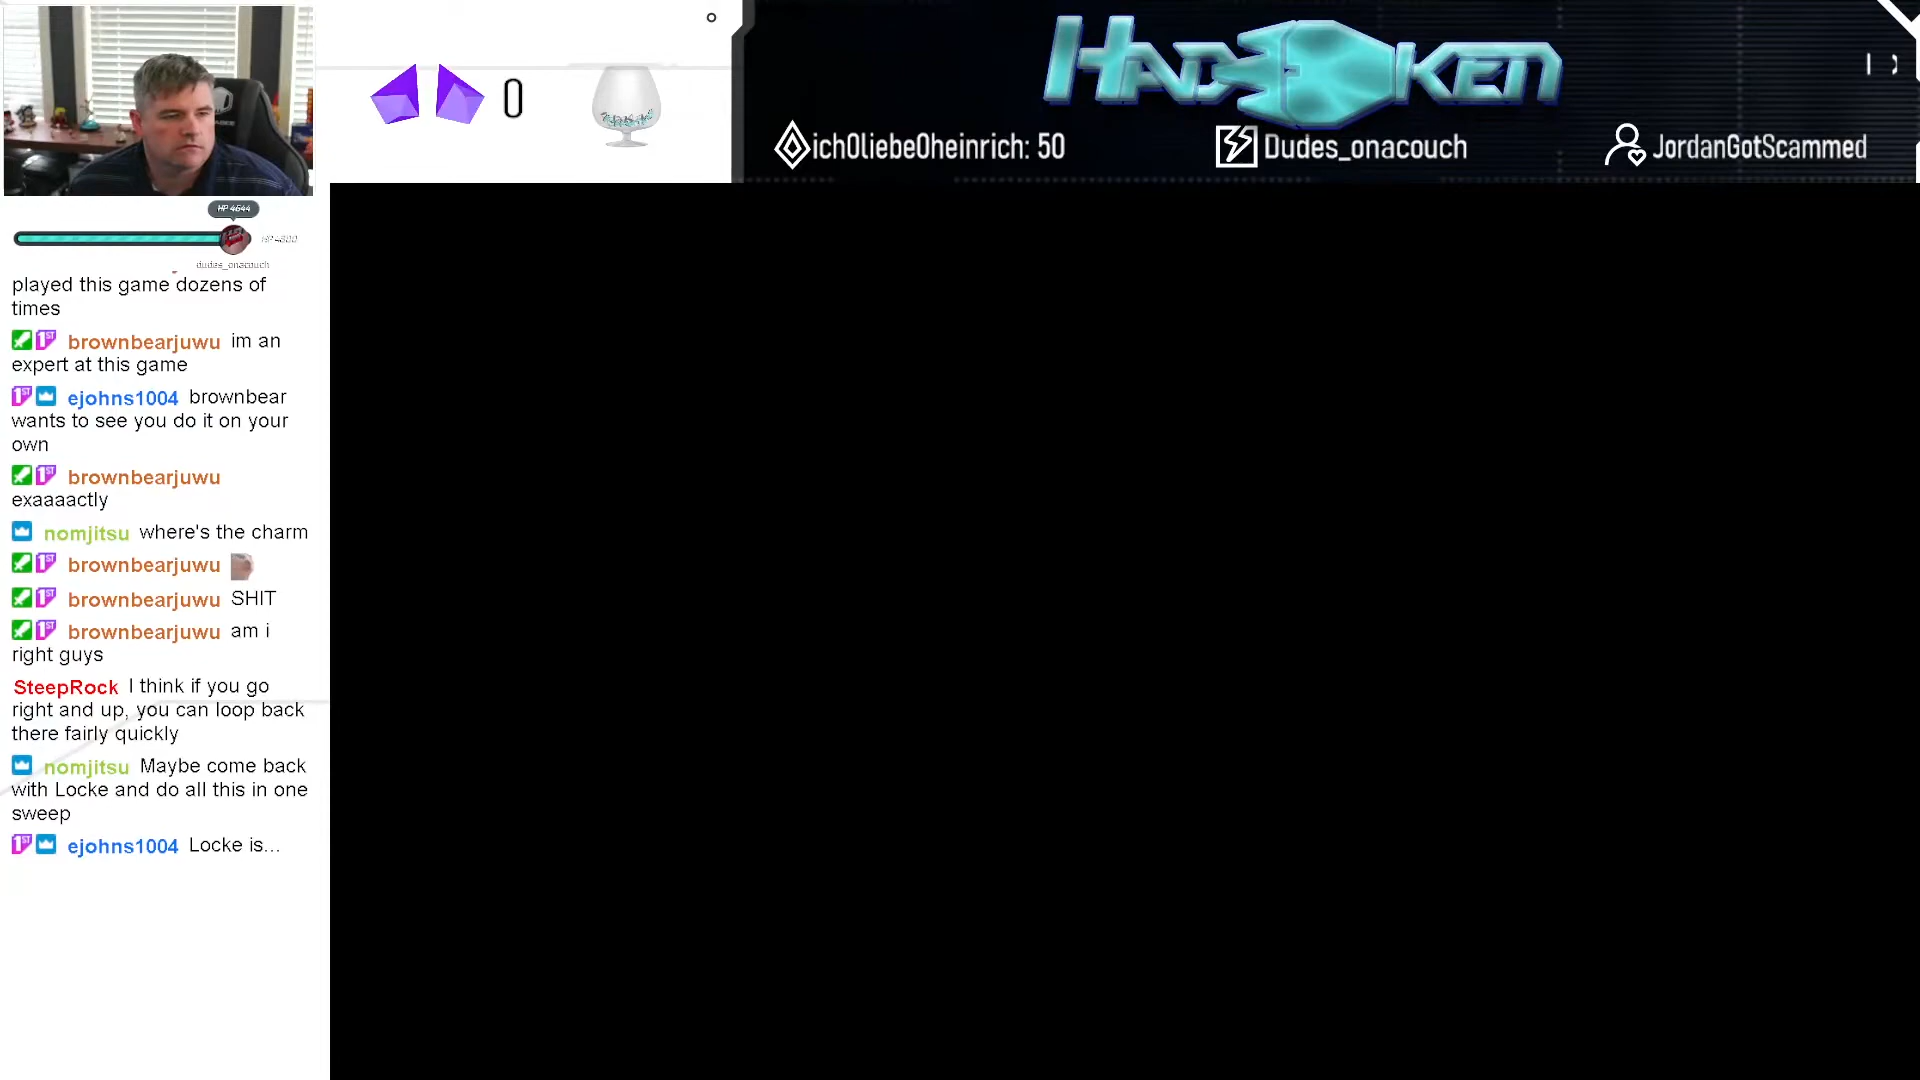 HADOKEN
0
ich0liebe0heinrich: 50
Dudes_onacouch
JordanGotScammed
HP 4644
dudes_onacouch
played this game dozens of
times
brownbearjuwu im an
expert at this game
ejohns1004 brownbear
wants to see you do it on your
own
brownbearjuwu
exaaaactly
nomjitsu where's the charm
brownbearjuwu
brownbearjuwu SHIT
brownbearjuwu am i
right guys
SteepRock I think if you go
right and up, you can loop back
there fairly quickly
nomjitsu Maybe come back
with Locke and do all this in one
sweep
ejohns1004 Locke is...